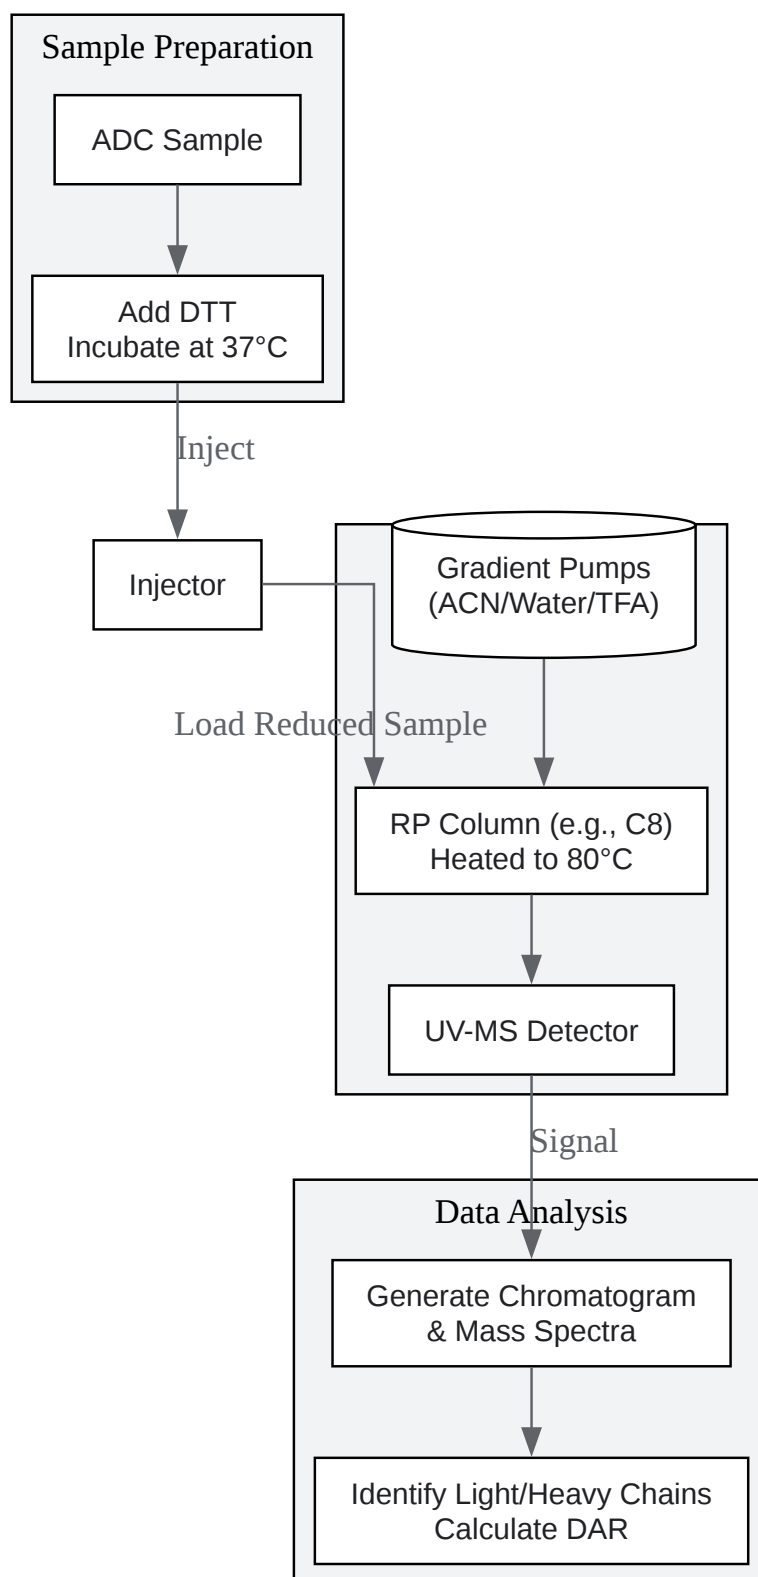 Sample Preparation
ADC Sample
Add DTT
Incubate at 37°C
Inject
Injector
Gradient Pumps
(ACN/Water/TFA)
Load Reduced Sample
RP Column (e.g., C8)
Heated to 80°C
UV-MS Detector
Signal
Data Analysis
Generate Chromatogram
& Mass Spectra
Identify Light/Heavy Chains
Calculate DAR